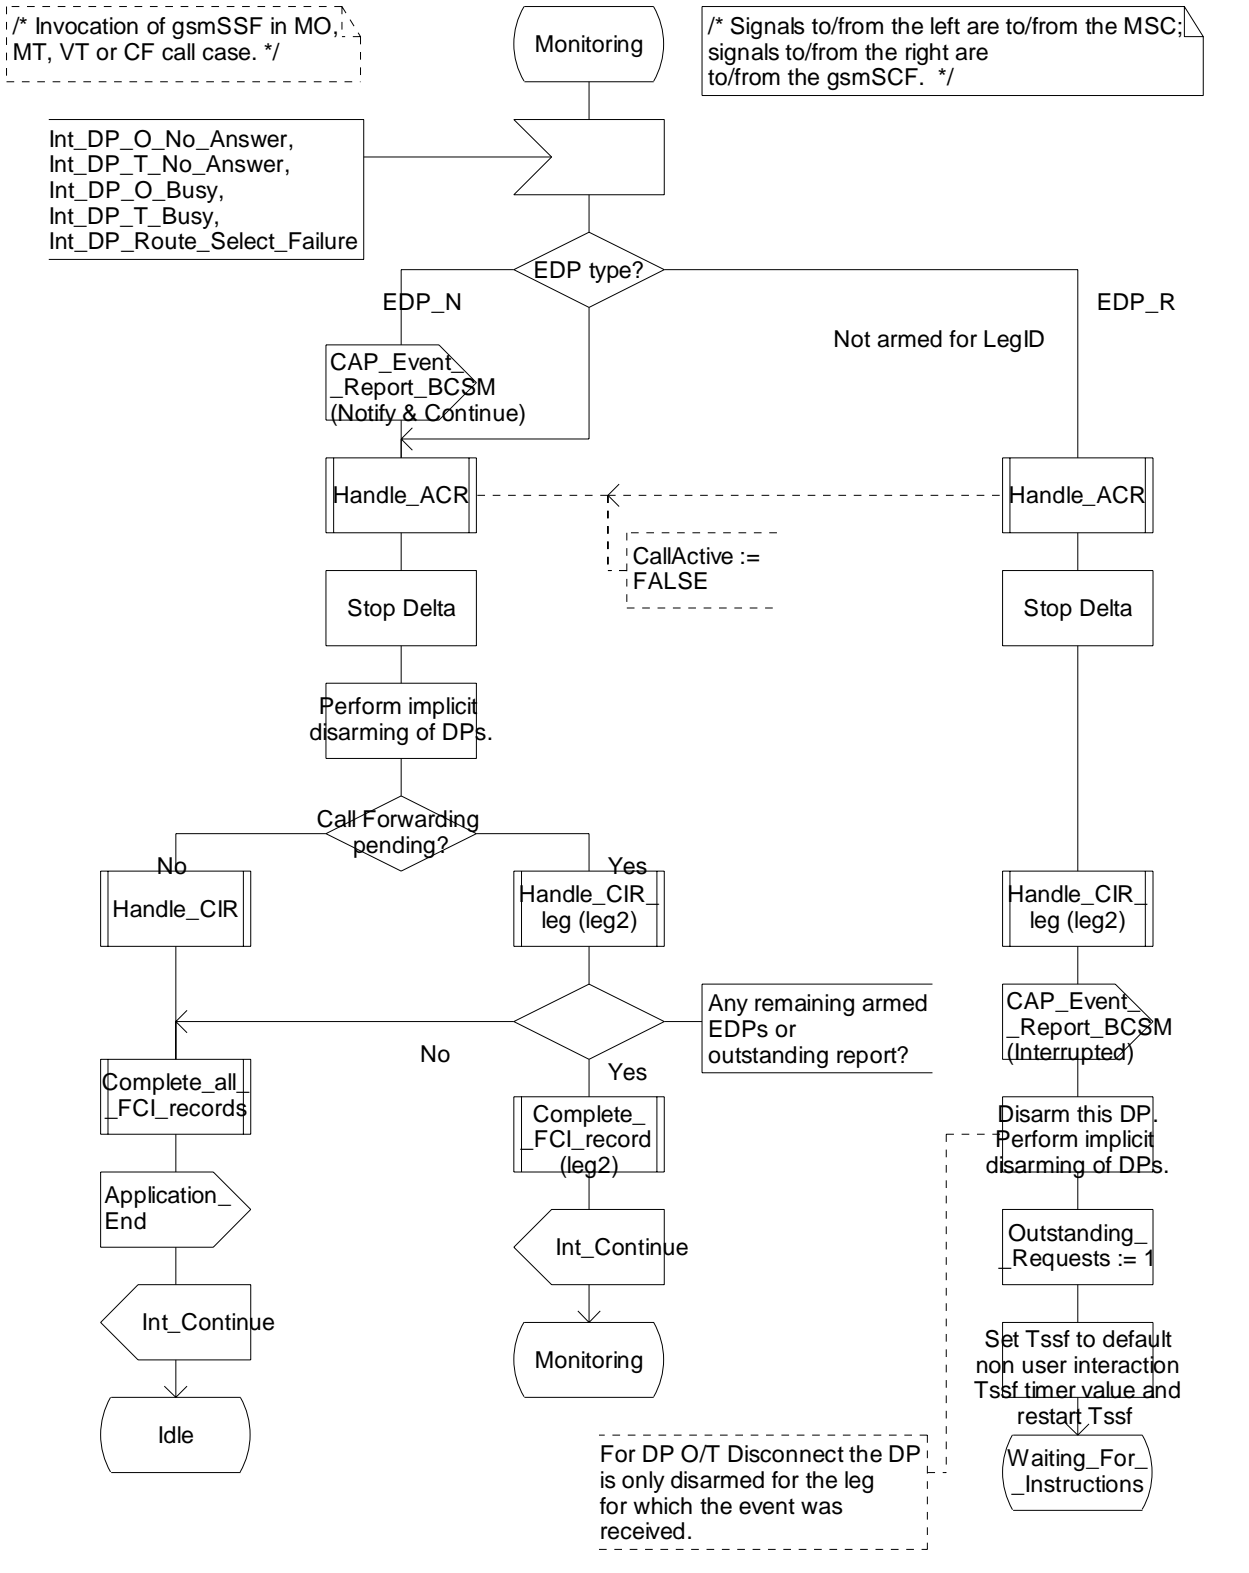 /* Invocation of gsmSSF in MO,
MT, VT or CF call case. */
Monitoring
/* Signals to/from the left are to/from the MSC;
signals to/from the right are
to/from the gsmSCF.  */
Int_DP_O_No_Answer,
Int_DP_T_No_Answer,
Int_DP_O_Busy,
Int_DP_T_Busy,
Int_DP_Route_Select_Failure
EDP type?
EDP_N
EDP_R
Not armed for LegID
CAP_Event_
_Report_BCSM
(Notify & Continue)
Handle_ACR
Handle_ACR
CallActive :=
FALSE
Stop Delta
Stop Delta
Perform implicit
disarming of DPs.
Call Forwarding
pending?
No
Yes
Handle_CIR
Handle_CIR_
leg (leg2)
Handle_CIR_
leg (leg2)
Any remaining armed
EDPs or
outstanding report?
No
Yes
CAP_Event_
_Report_BCSM
(Interrupted)
Complete_all_
_FCI_records
Complete_
_FCI_record
(leg2)
Disarm this DP.
Perform implicit
disarming of DPs.
Application_
End
Int_Continue
Outstanding_
_Requests := 1
Int_Continue
Monitoring
Set Tssf to default
non user interaction
Tssf timer value and
restart Tssf
Idle
For DP O/T Disconnect the DP
is only disarmed for the leg
for which the event was
received.
Waiting_For_
_Instructions